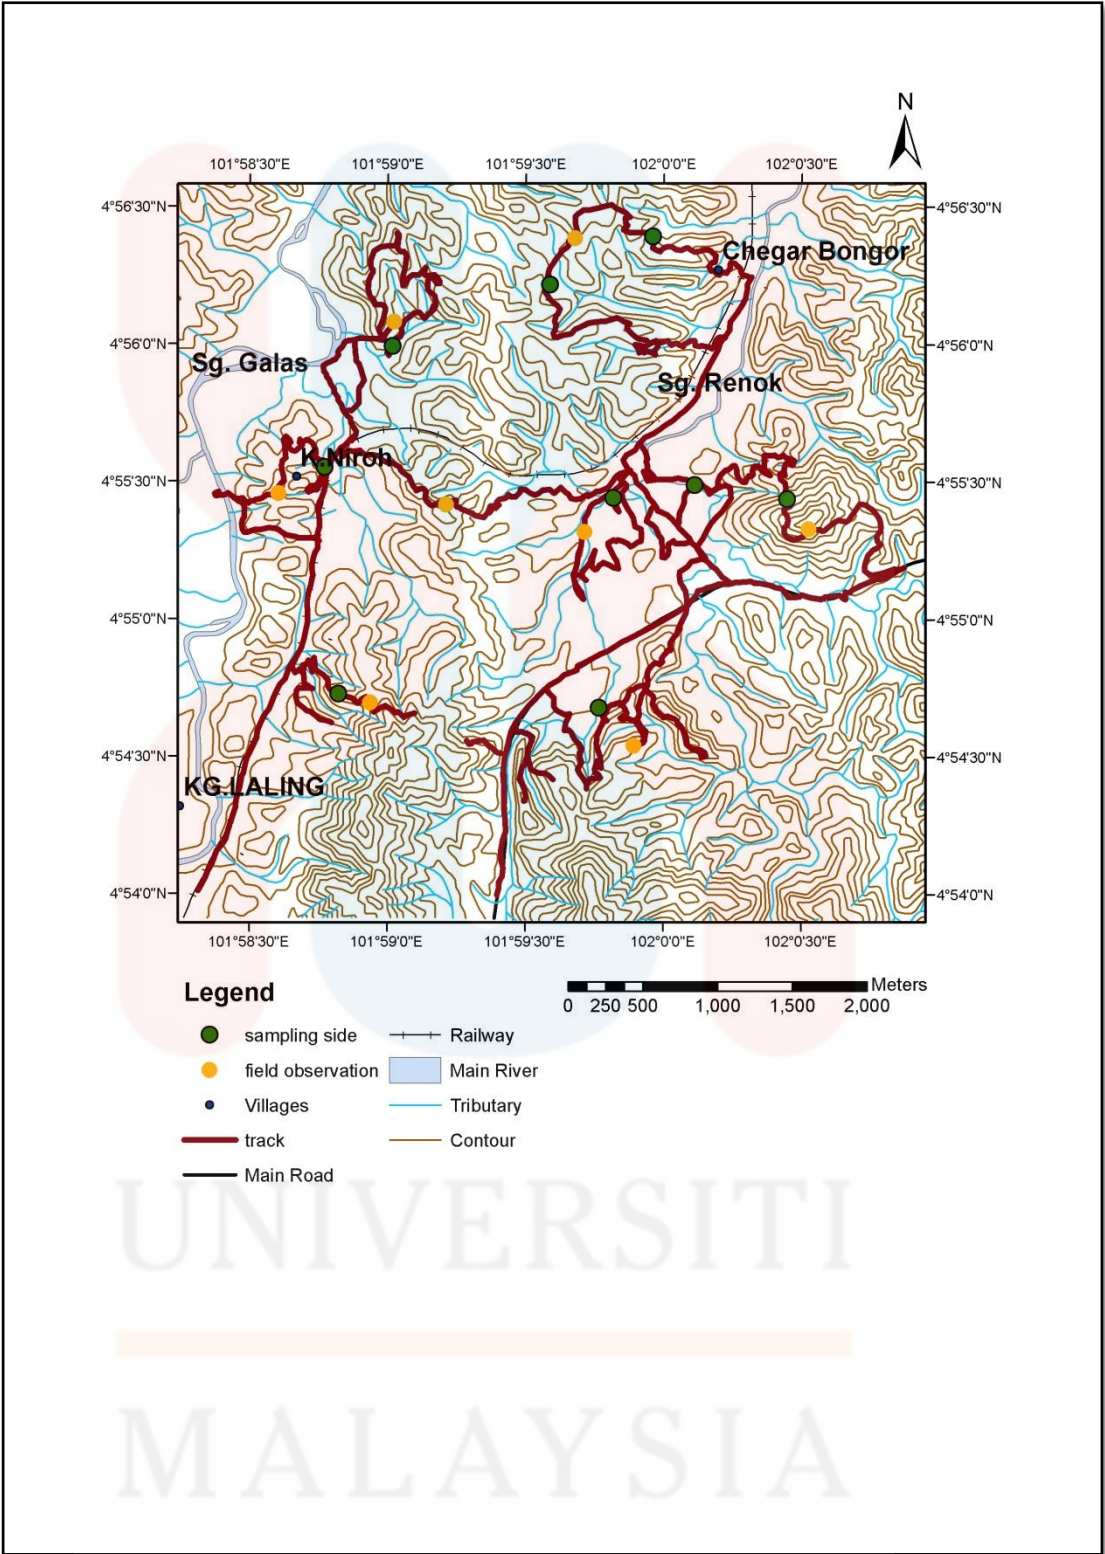 N
101°58'30"E 101°59'0"E 101°59'30"E 102°0'0"E 102°0'30"E
4°56'30"N 4°56'30"N
Chegar Bongor
4°56'0"N 4°56'0"N
Sg. Galas
Sg. Renok
K.Niroh
4°55'30"N 4°55'30"N
4°55'0"N 4°55'0"N
4°54'30"N 4°54'30"N
KG.LALING
4°54'0"N 4°54'0"N
101°58'30"E 101°59'0"E 101°59'30"E 102°0'0"E 102°0'30"E
Legend
Meters
0 250 500 1,000 1,500 2,000
sampling side
field observation
Villages
track
Main Road
Railway
Main River
Tributary
Contour
UNIVERSITI
MALAYSIA